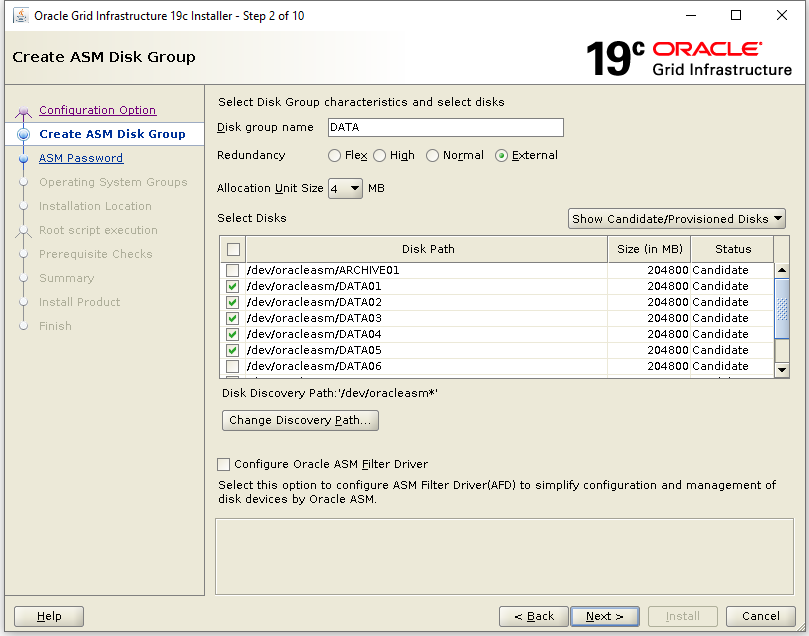 Oracle Grid Infrastructure 19c Installer - Step 2 of 10
Create ASM Disk Group
19c ORACLE
Grid Infrastructure
Configuration Option
Create ASM Disk Group
ASM Password
Operating System Groups
Installation Location
Root script execution
Prerequisite Checks
Summary
Install Product
Finish
Select Disk Group characteristics and select disks
Disk group name DATA
Redundancy Flex High Normal External
Allocation Unit Size 4 MB
Select Disks Show Candidate/Provisioned Disks
Disk Path Size (in MB) Status
/dev/oracleasm/ARCHIVE01 204800 Candidate
/dev/oracleasm/DATA01 204800 Candidate
/dev/oracleasm/DATA02 204800 Candidate
/dev/oracleasm/DATA03 204800 Candidate
/dev/oracleasm/DATA04 204800 Candidate
/dev/oracleasm/DATA05 204800 Candidate
/dev/oracleasm/DATA06 204800 Candidate
Disk Discovery Path:'/dev/oracleasm*'
Change Discovery Path...
Configure Oracle ASM Filter Driver
Select this option to configure ASM Filter Driver(AFD) to simplify configuration and management of
disk devices by Oracle ASM.
Help < Back Next > Install Cancel